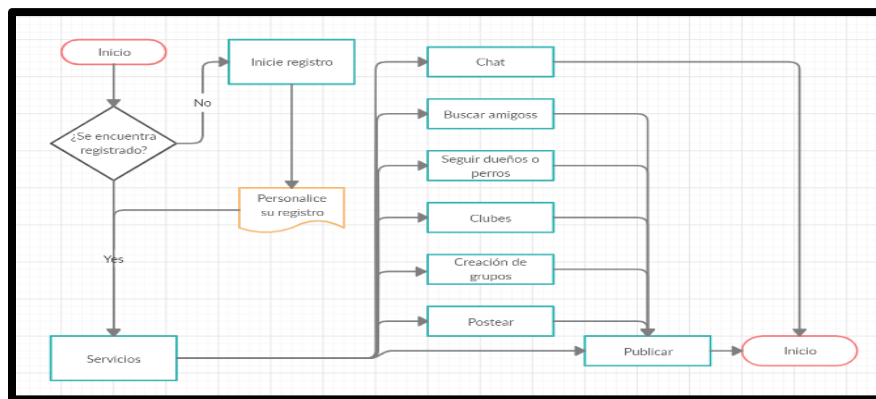 Inicio
Inicie registro
No
¿Se encuentra
registrado?
Personalice
su registro
Yes
Servicios
Chat
Buscar amigoss
Seguir dueños o
perros
Clubes
Creación de
grupos
Postear
Publicar
Inicio